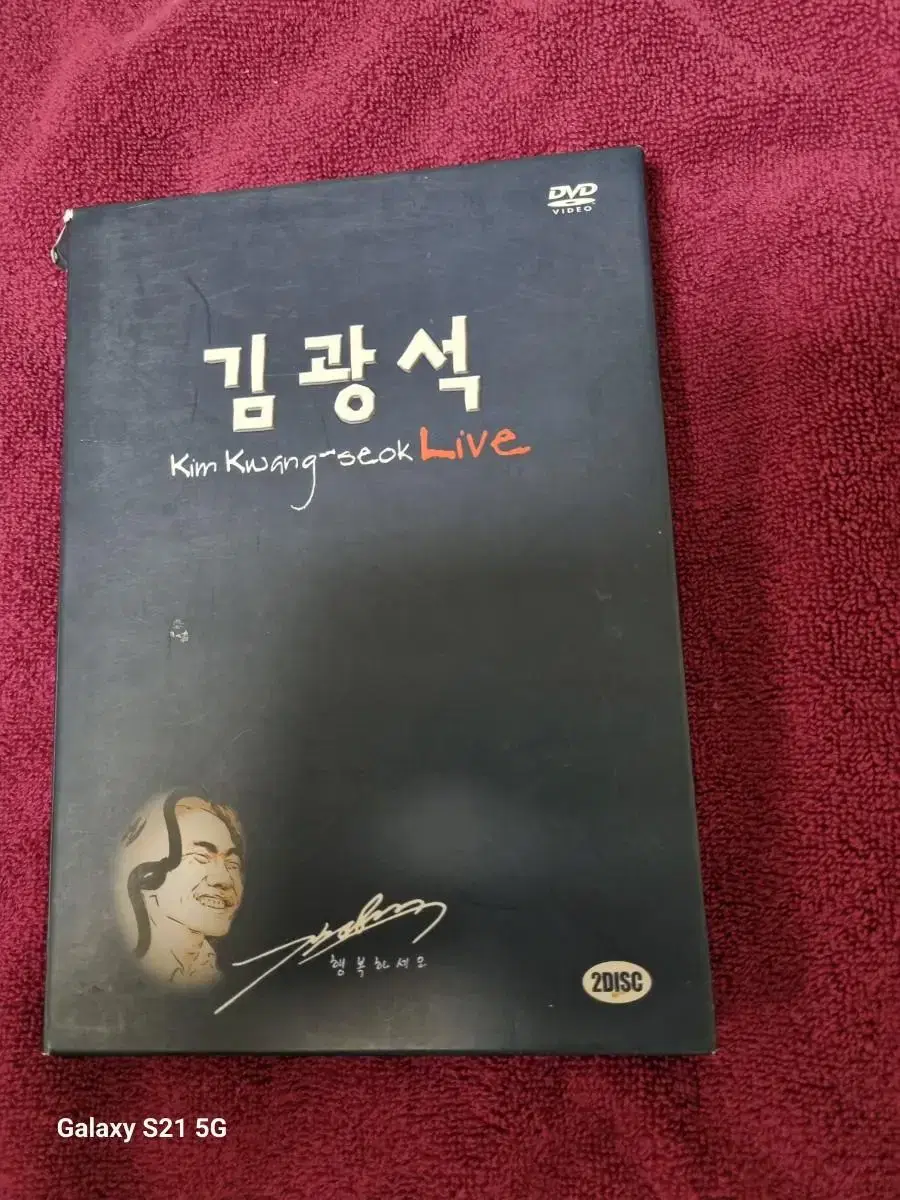 DVD
VIDEO
김광석
Kim Kwang-seok Live
행복하세요
2DISC
Galaxy S21 5G